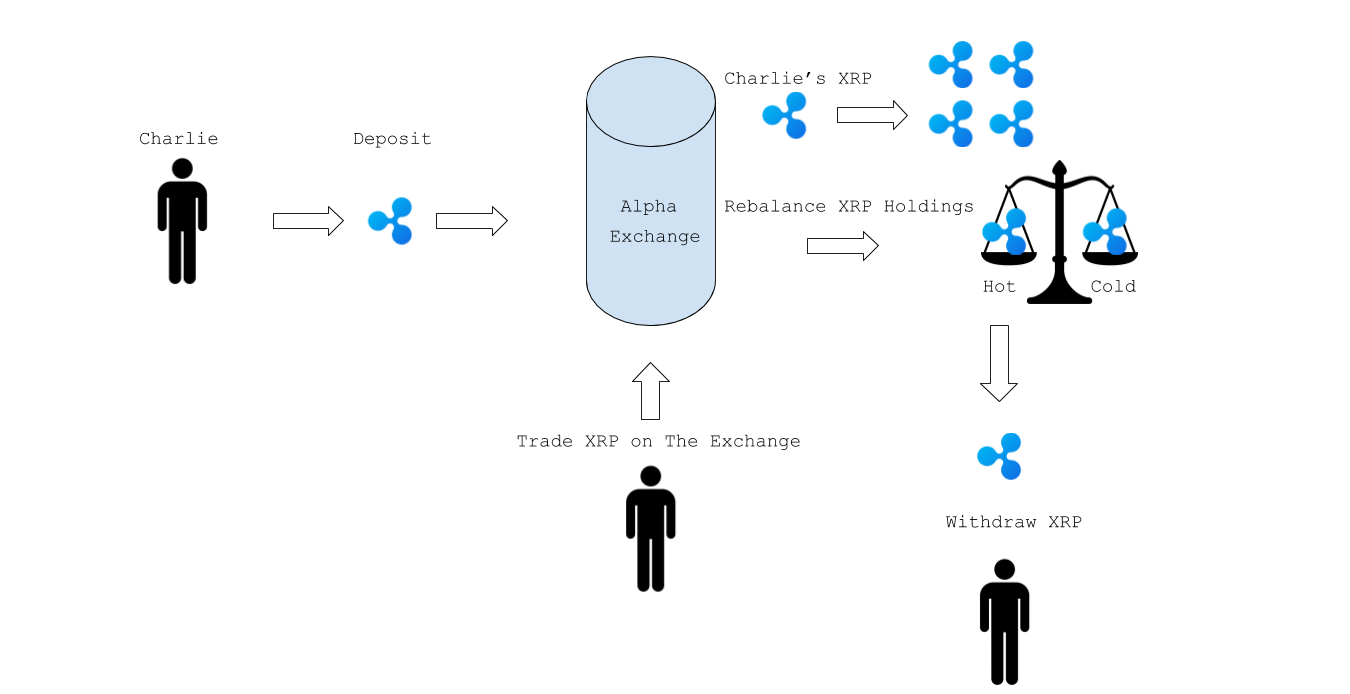 Charlie
Deposit
Alpha
Exchange
Charlie’s XRP
Rebalance XRP Holdings
Hot
Cold
Trade XRP on The Exchange
Withdraw XRP